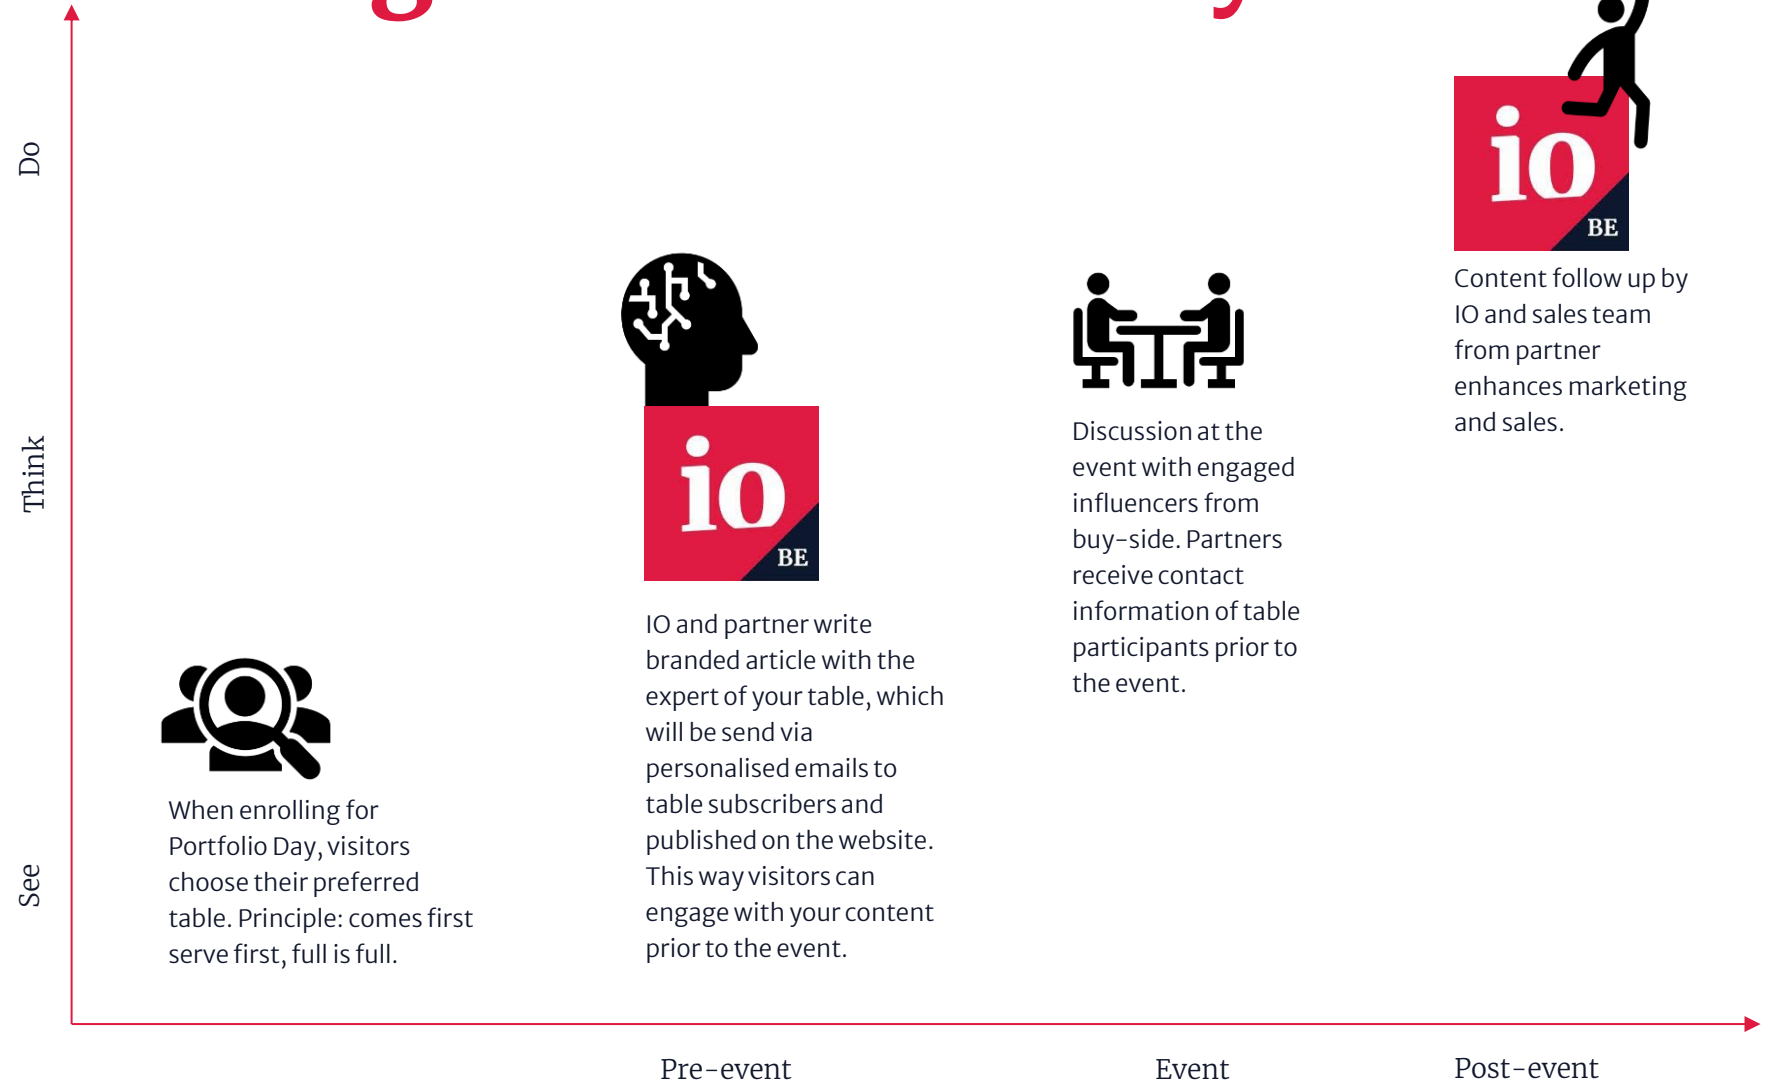 Do
Think
See
io
BE
Content follow up by
IO and sales team
from partner
enhances marketing
and sales.
io
BE
Discussion at the
event with engaged
influencers from
buy-side. Partners
receive contact
information of table
participants prior to
the event.
IO and partner write
branded article with the
expert of your table, which
will be send via
personalised emails to
table subscribers and
published on the website.
This way visitors can
engage with your content
prior to the event.
When enrolling for
Portfolio Day, visitors
choose their preferred
table. Principle: comes first
serve first, full is full.
Pre-event
Event
Post-event